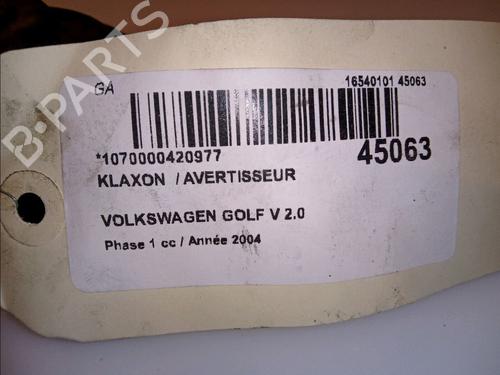 B-PARTS
GA
16540101 45063
*1070000420977
45063
KLAXON / AVERTISSEUR
VOLKSWAGEN GOLF V 2.0
Phase 1 cc / Année 2004